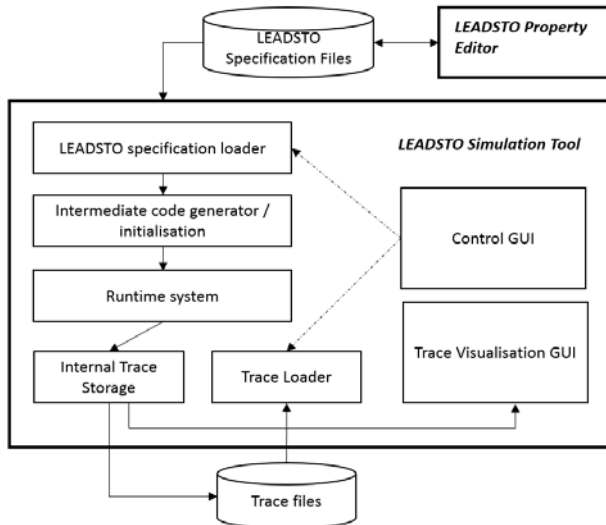 LEADSTO
Specification Files
LEADSTO Property
Editor
LEADSTO specification loader
LEADSTO Simulation Tool
Intermediate code generator /
initialisation
Control GUI
Runtime system
Trace Visualisation GUI
Internal Trace
Storage
Trace Loader
Trace files